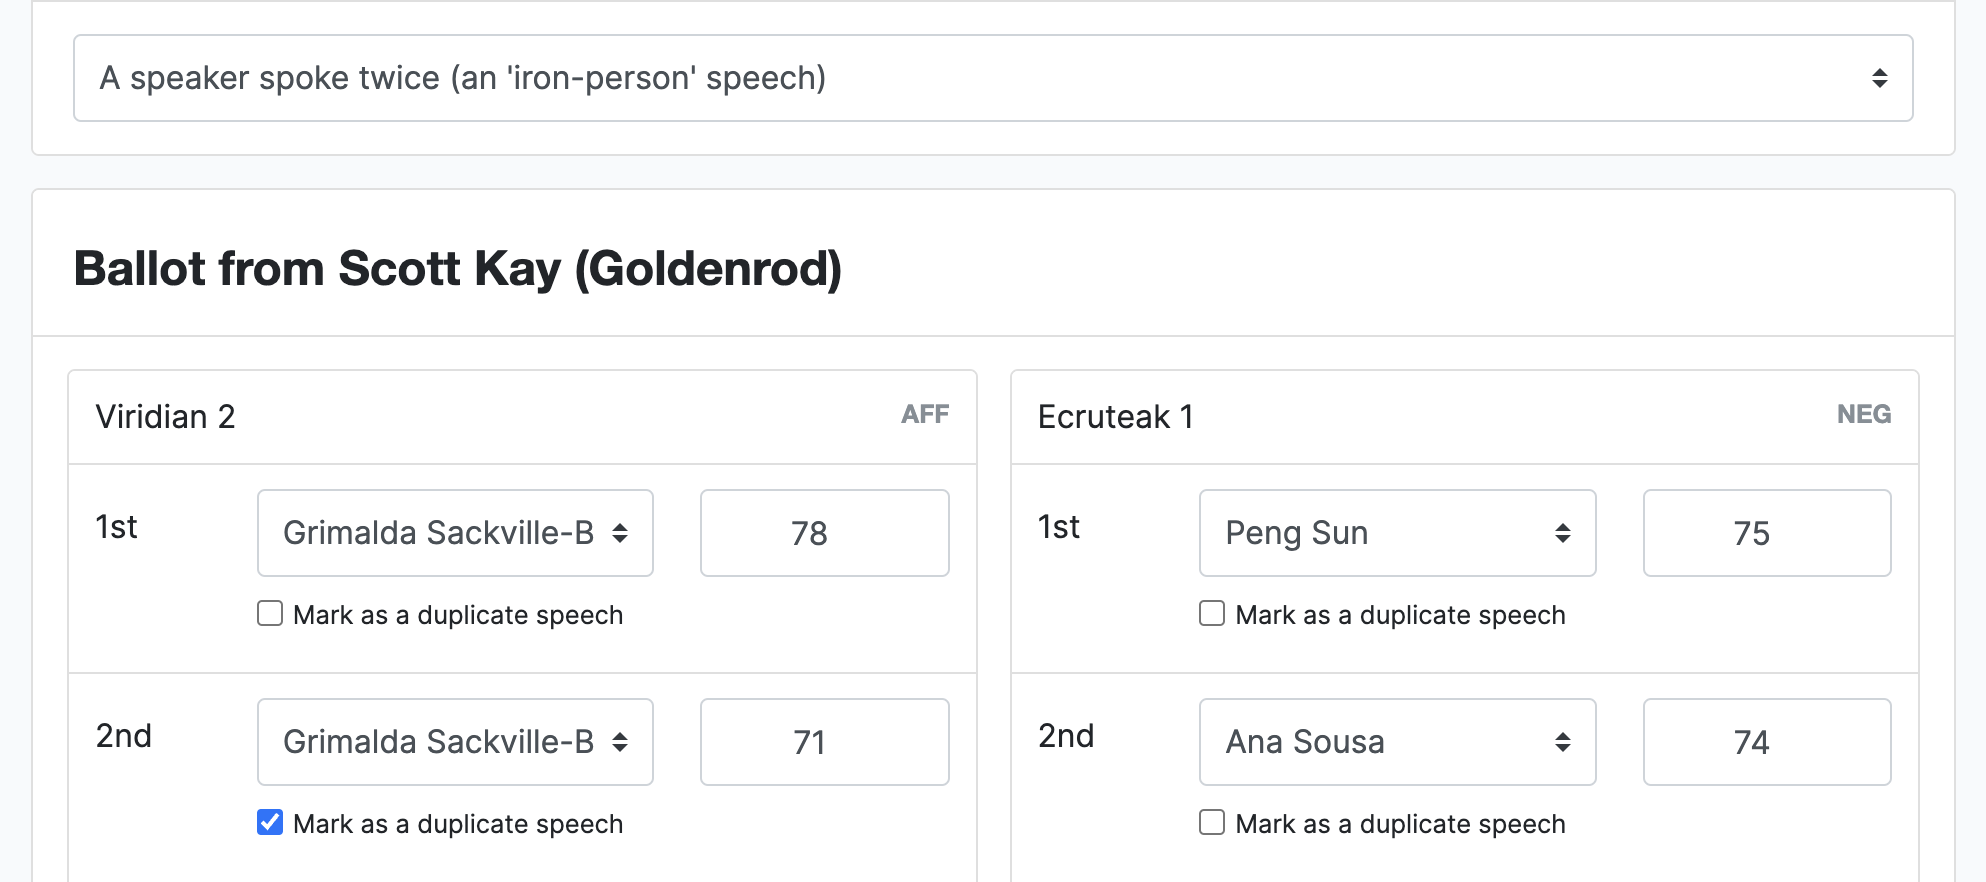 A speaker spoke twice (an 'iron-person' speech)
Ballot from Scott Kay (Goldenrod)
Viridian 2 AFF
1st Grimalda Sackville-B 78
Mark as a duplicate speech
2nd Grimalda Sackville-B 71
Mark as a duplicate speech
Ecruteak 1 NEG
1st Peng Sun 75
Mark as a duplicate speech
2nd Ana Sousa 74
Mark as a duplicate speech